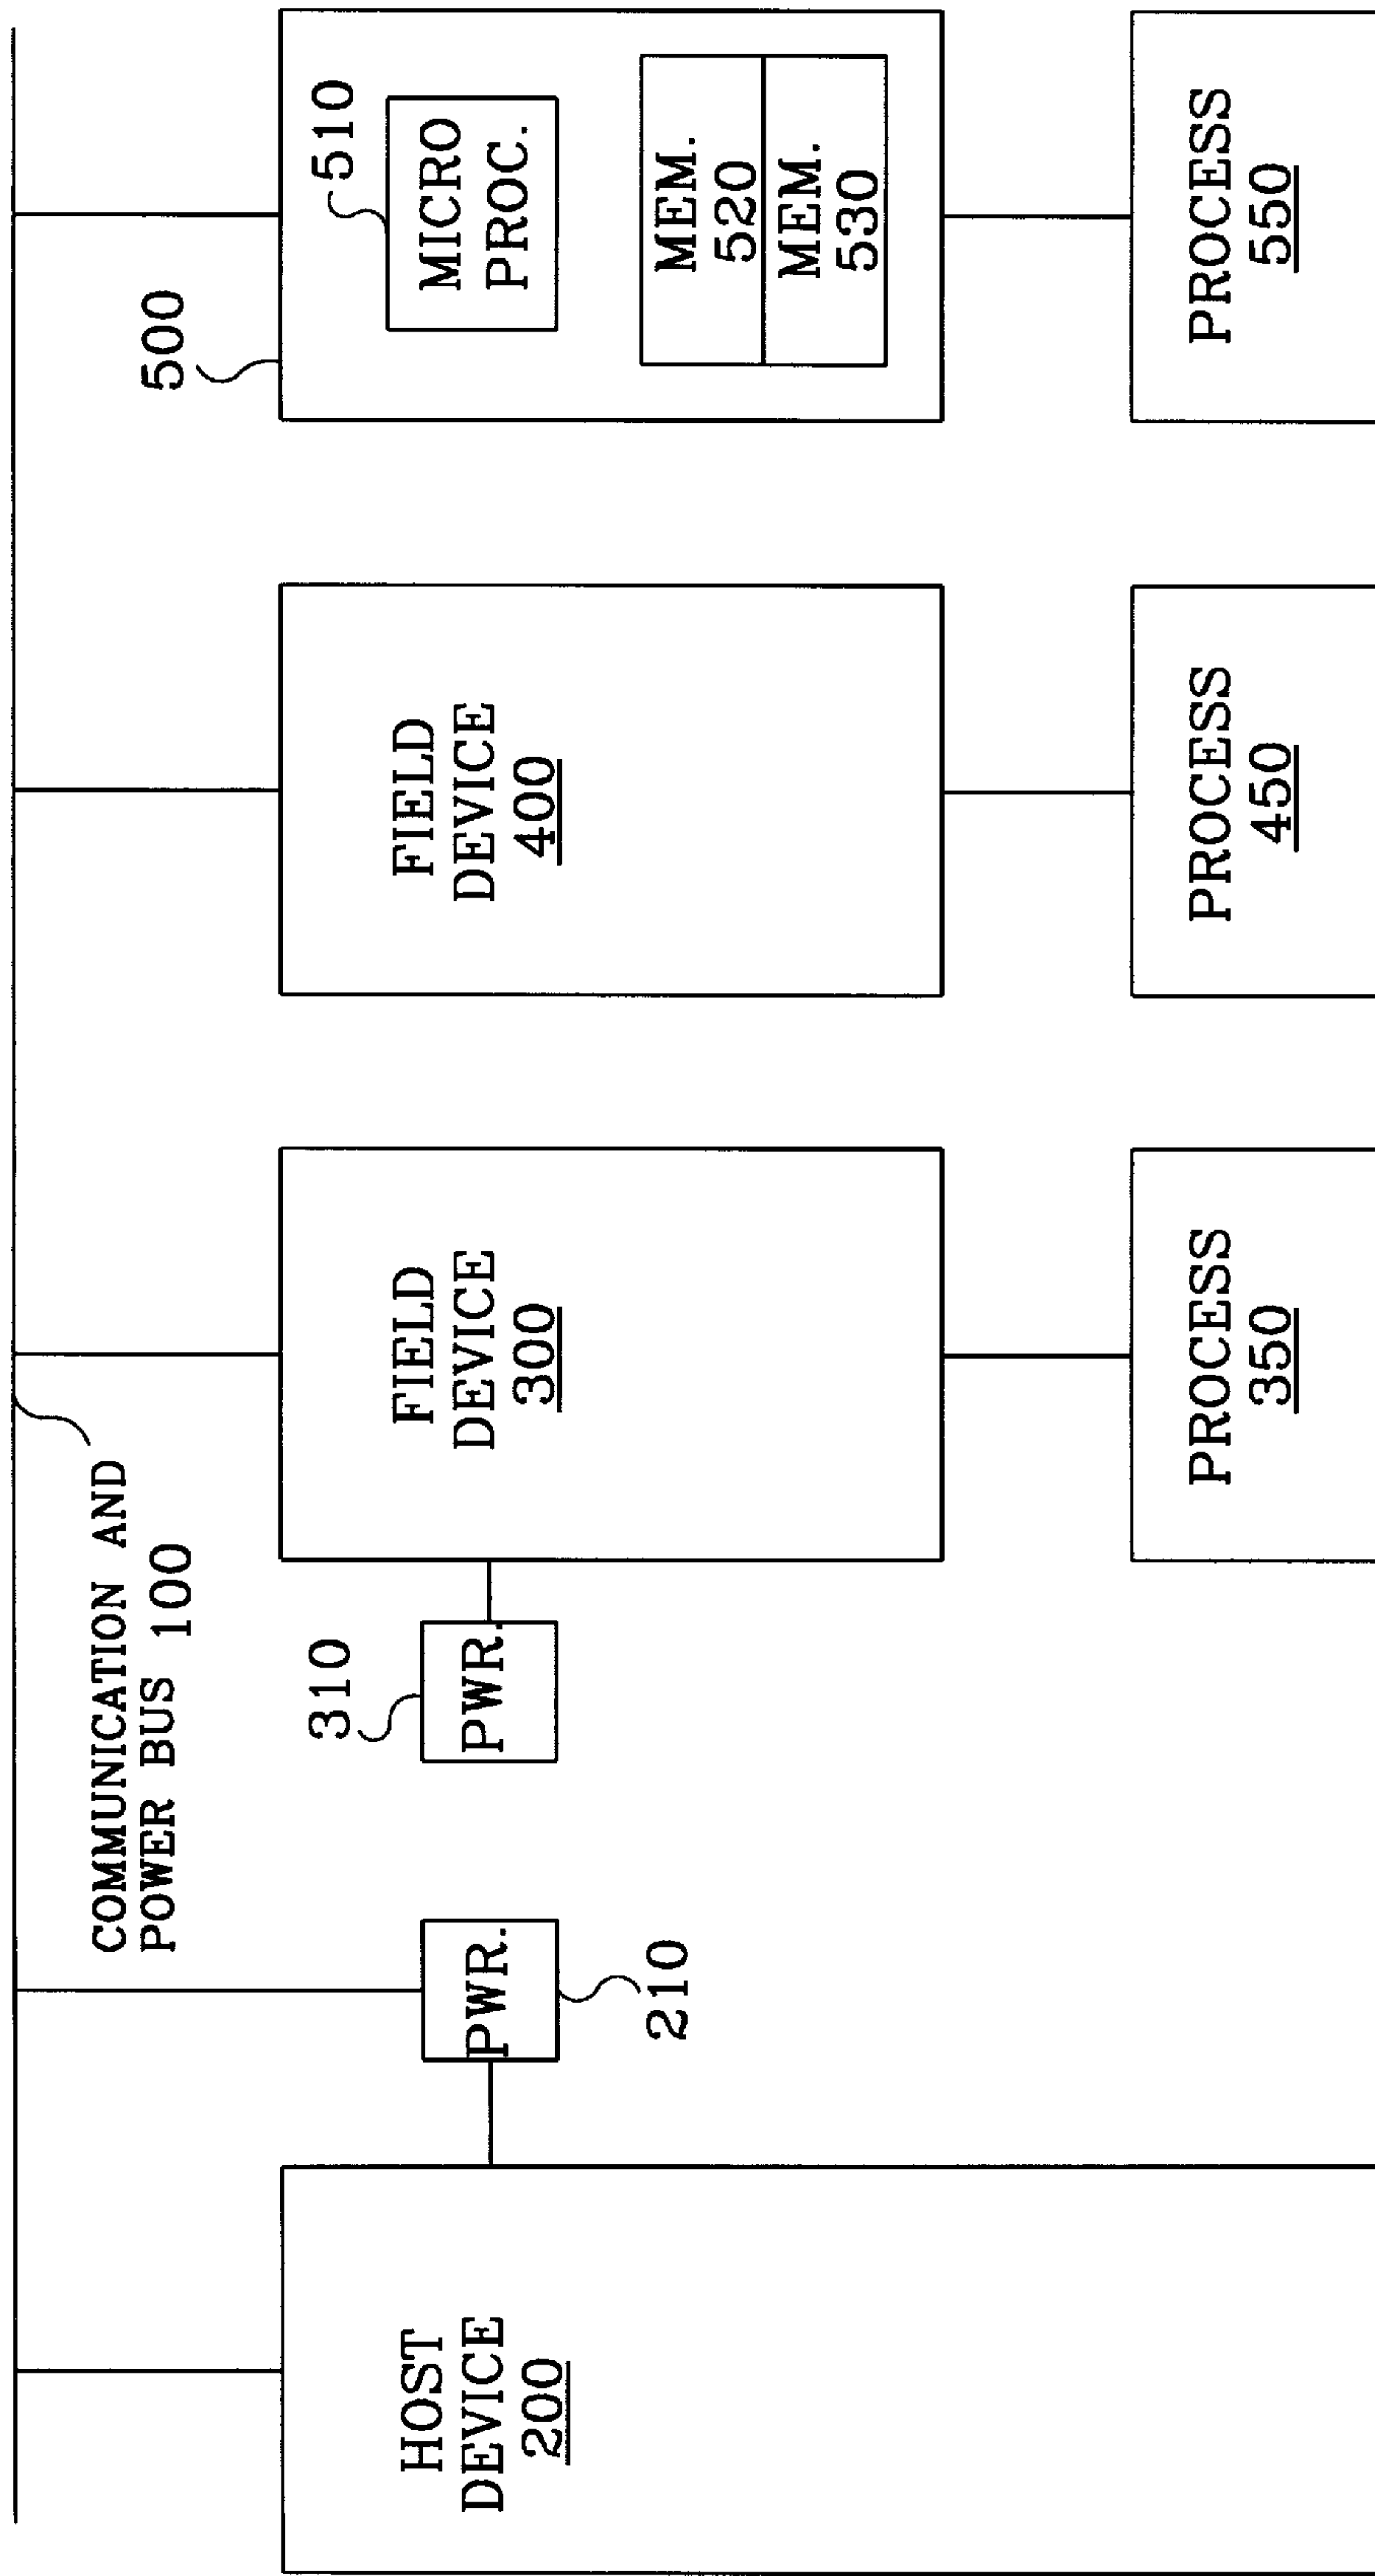 COMMUNICATION AND
POWER BUS 100
HOST
DEVICE
200
PWR.
210
310
PWR.
FIELD
DEVICE
300
PROCESS
350
FIELD
DEVICE
400
PROCESS
450
500
510
MICRO
PROC.
MEM.
520
MEM.
530
PROCESS
550